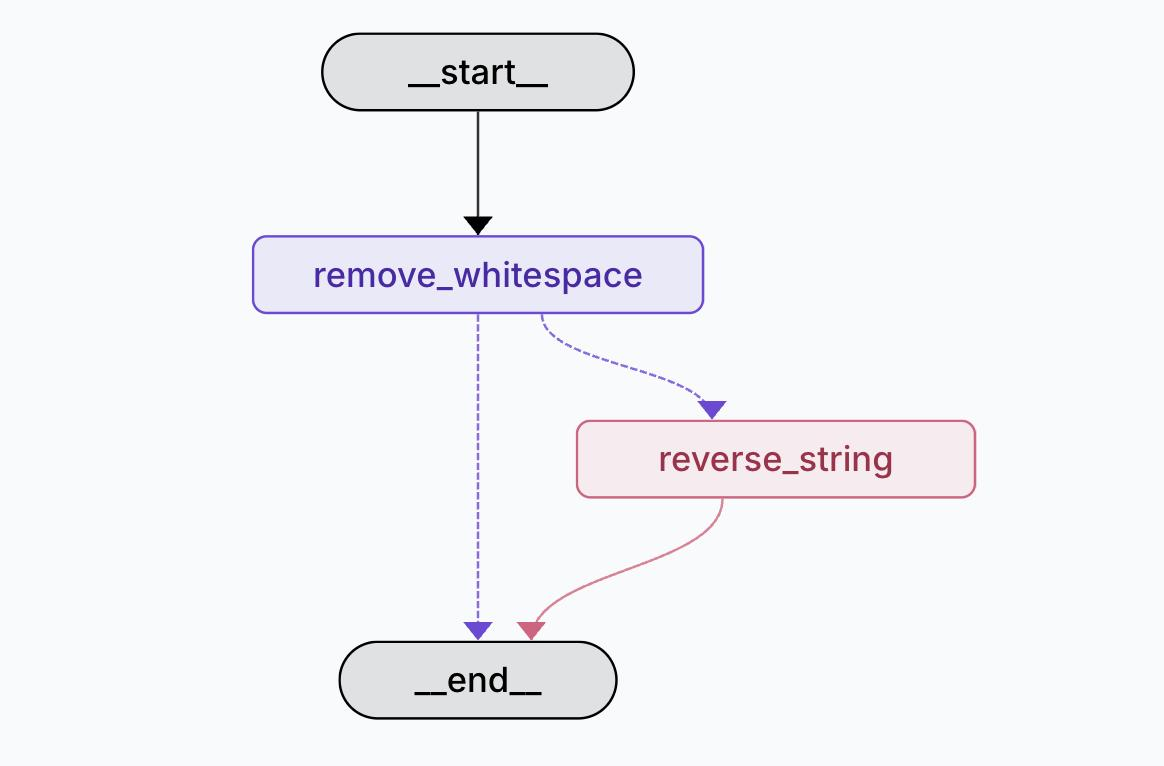 __start__
remove_whitespace
reverse_string
__end__